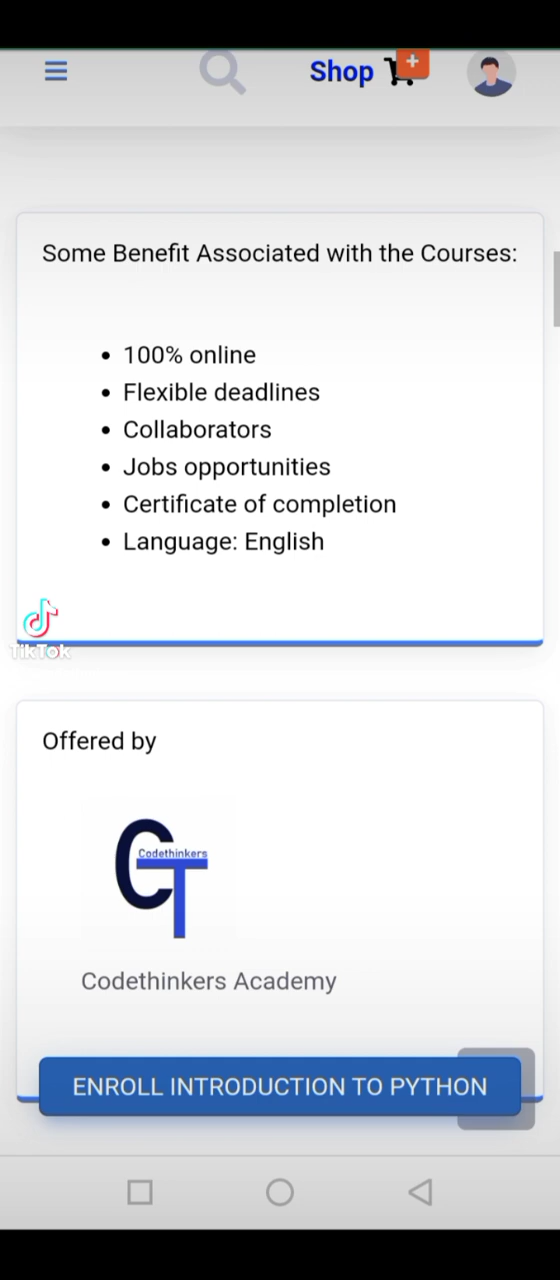 Shop
+
Some Benefit Associated with the Courses:
100% online
Flexible deadlines
Collaborators
Jobs opportunities
Certificate of completion
Language: English
TikTok
Offered by
Codethinkers
CT
Codethinkers Academy
ENROLL INTRODUCTION TO PYTHON